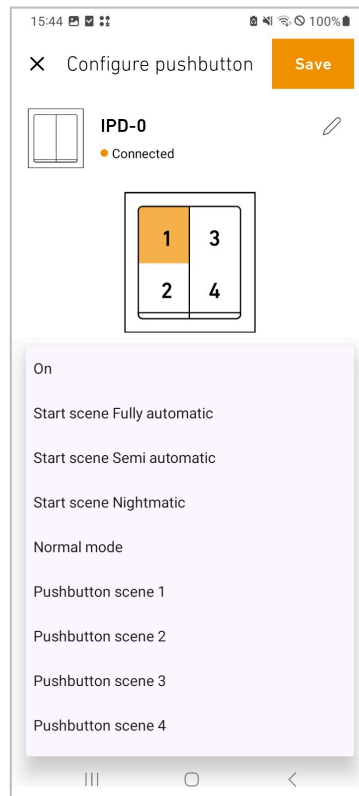 15:44 100%
Configure pushbutton Save
IPD-0
Connected
1 3
2 4
On
Start scene Fully automatic
Start scene Semi automatic
Start scene Nightmatic
Normal mode
Pushbutton scene 1
Pushbutton scene 2
Pushbutton scene 3
Pushbutton scene 4